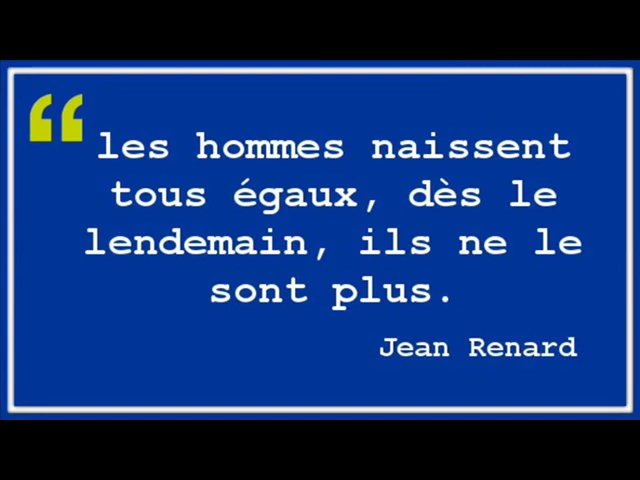 “
les hommes naissent
tous égaux, dès le
lendemain, ils ne le
sont plus.
Jean Renard